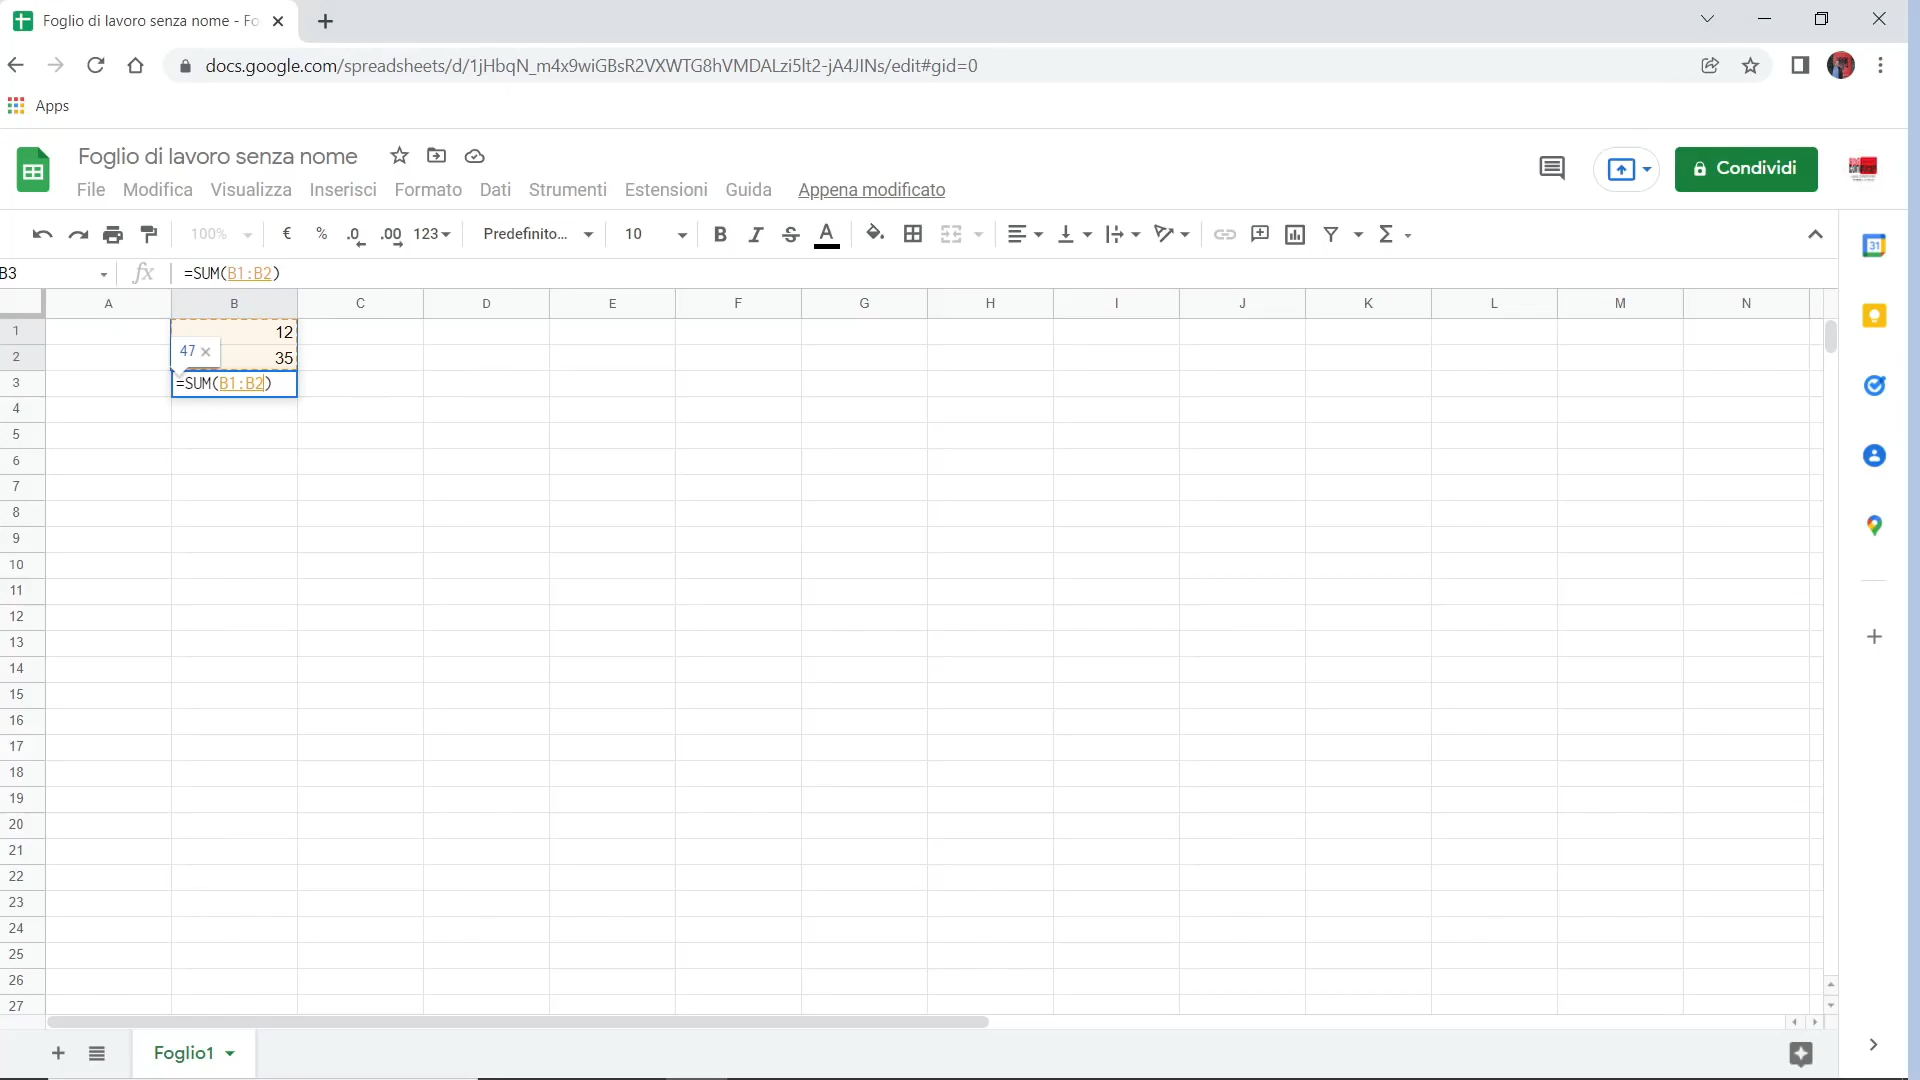 Foglio di lavoro senza nome - Fo
docs.google.com/spreadsheets/d/1jHbqN_m4x9wiGBsR2VXWTG8hVMDALzi5lt2-jA4JINs/edit#gid=0
Apps
Foglio di lavoro senza nome
File Modifica Visualizza Inserisci Formato Dati Strumenti Estensioni Guida Appena modificato
Condividi
100% € % .0 .00 123 Predefinito... 10 B I S A Σ
31
B3 fx =SUM(B1:B2)
A B C D E F G H I J K L M N
1 12
47
2 35
3 =SUM(B1:B2)
4
5
6
7
8
9
10
11
12
13
14
15
16
17
18
19
20
21
22
23
24
25
26
27
Foglio1